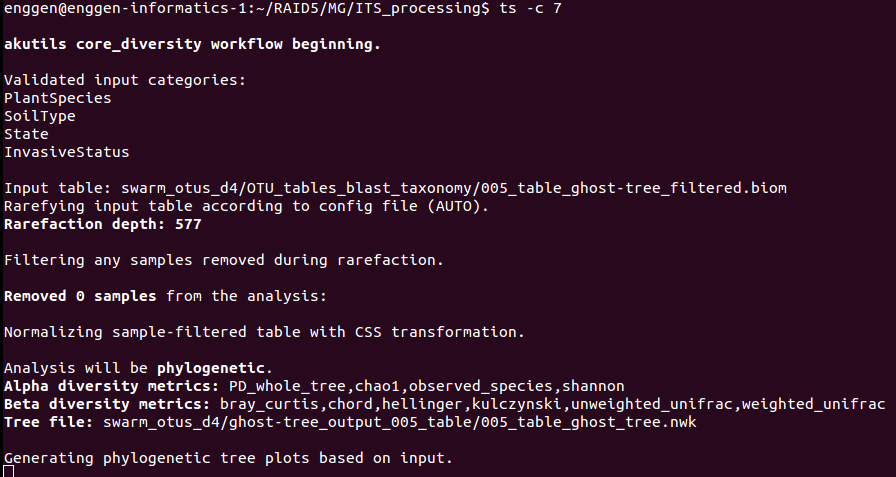 enggen@enggen-informatics-1:~/RAID5/MG/ITS_processing$ ts -c 7
akutils core_diversity workflow beginning.
Validated input categories:
PlantSpecies
SoilType
State
InvasiveStatus
Input table: swarm_otus_d4/OTU_tables_blast_taxonomy/005_table_ghost-tree_filtered.biom
Rarefying input table according to config file (AUTO).
Rarefaction depth: 577
Filtering any samples removed during rarefaction.
Removed 0 samples from the analysis:
Normalizing sample-filtered table with CSS transformation.
Analysis will be phylogenetic.
Alpha diversity metrics: PD_whole_tree,chao1,observed_species,shannon
Beta diversity metrics: bray_curtis,chord,hellinger,kulczynski,unweighted_unifrac,weighted_unifrac
Tree file: swarm_otus_d4/ghost-tree_output_005_table/005_table_ghost_tree.nwk
Generating phylogenetic tree plots based on input.